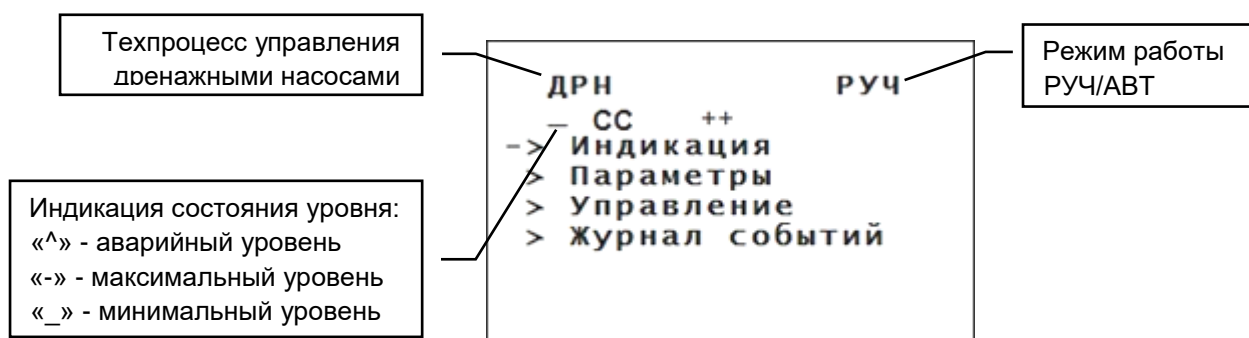 Техпроцесс управления
дренажными насосами
ДРН РУЧ
_ СС ++
-> Индикация
> Параметры
> Управление
> Журнал событий
Режим работы
РУЧ/АВТ
Индикация состояния уровня:
«^» - аварийный уровень
«-» - максимальный уровень
«_» - минимальный уровень